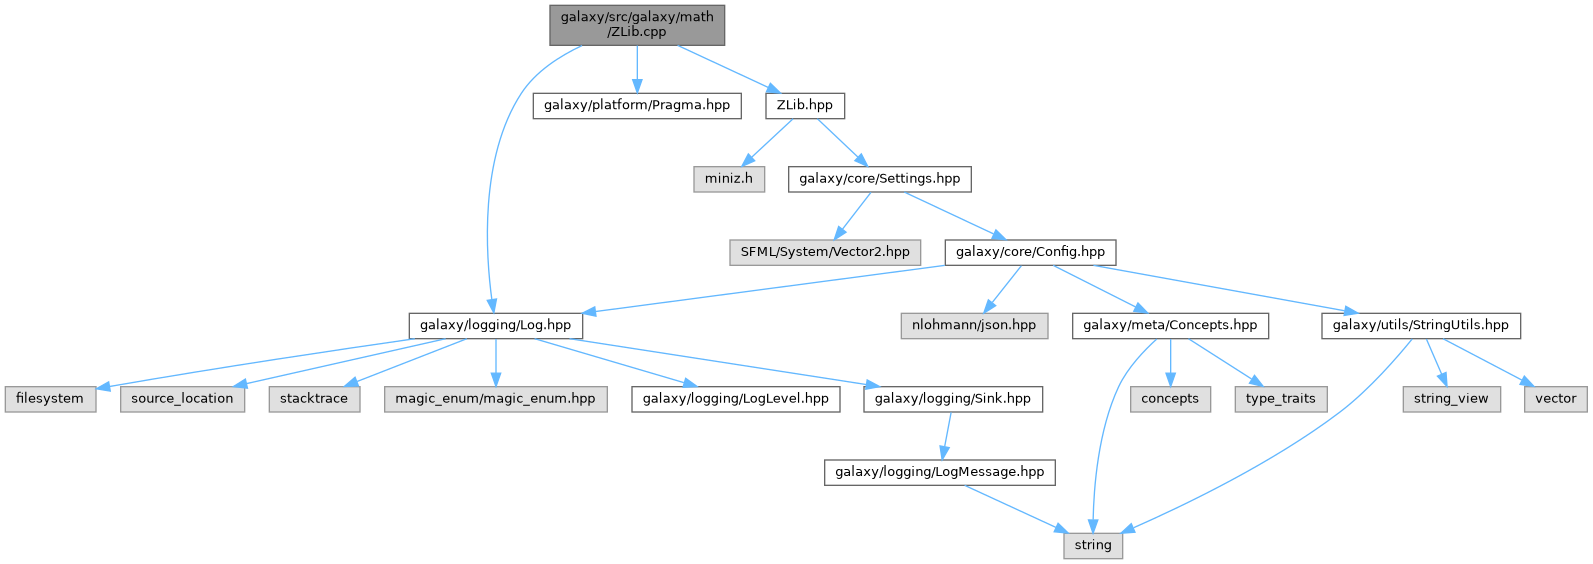 galaxy/src/galaxy/math
/ZLib.cpp
galaxy/platform/Pragma.hpp
ZLib.hpp
miniz.h
galaxy/core/Settings.hpp
SFML/System/Vector2.hpp
galaxy/core/Config.hpp
galaxy/logging/Log.hpp
nlohmann/json.hpp
galaxy/meta/Concepts.hpp
galaxy/utils/StringUtils.hpp
filesystem
source_location
stacktrace
magic_enum/magic_enum.hpp
galaxy/logging/LogLevel.hpp
galaxy/logging/Sink.hpp
concepts
type_traits
string_view
vector
galaxy/logging/LogMessage.hpp
string